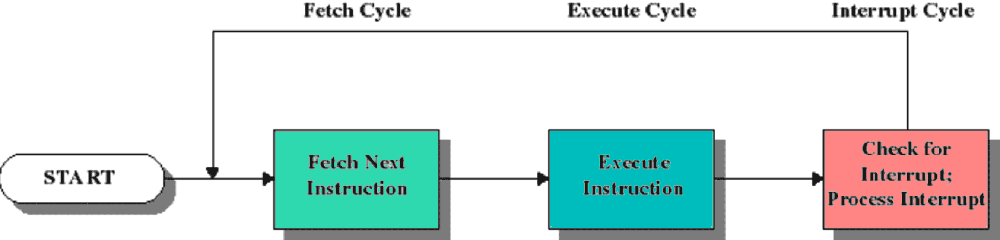 Fetch Cycle
Execute Cycle
Interrupt Cycle
START
Fetch Next
Instruction
Execute
Instruction
Check for
Interrupt;
Process Interrupt